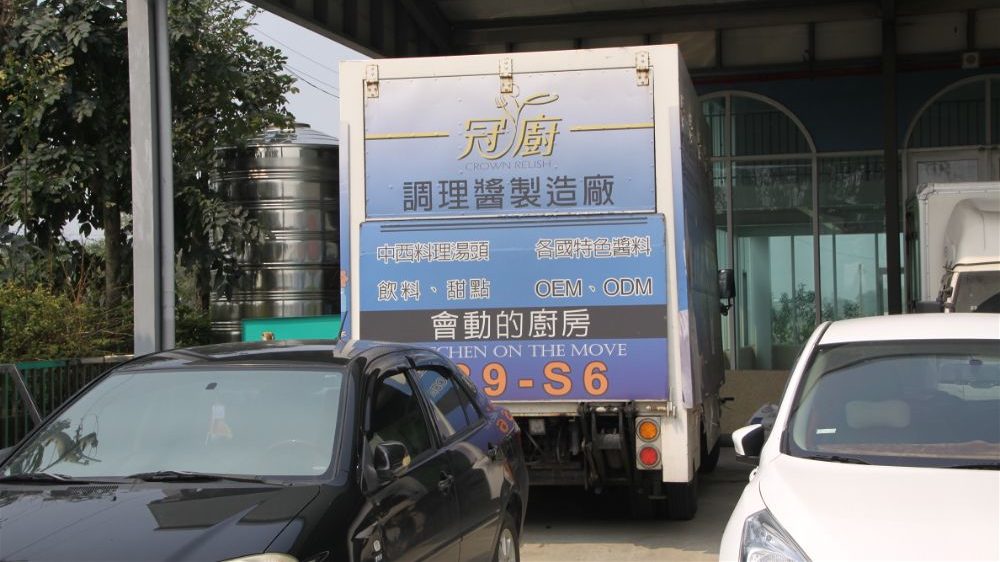 冠廚
CROWN RELISH
調理醬製造廠
中西料理湯頭 各國特色醬料
飲料、甜點 OEM、ODM
會動的廚房
CHEN ON THE MOVE
9-S6